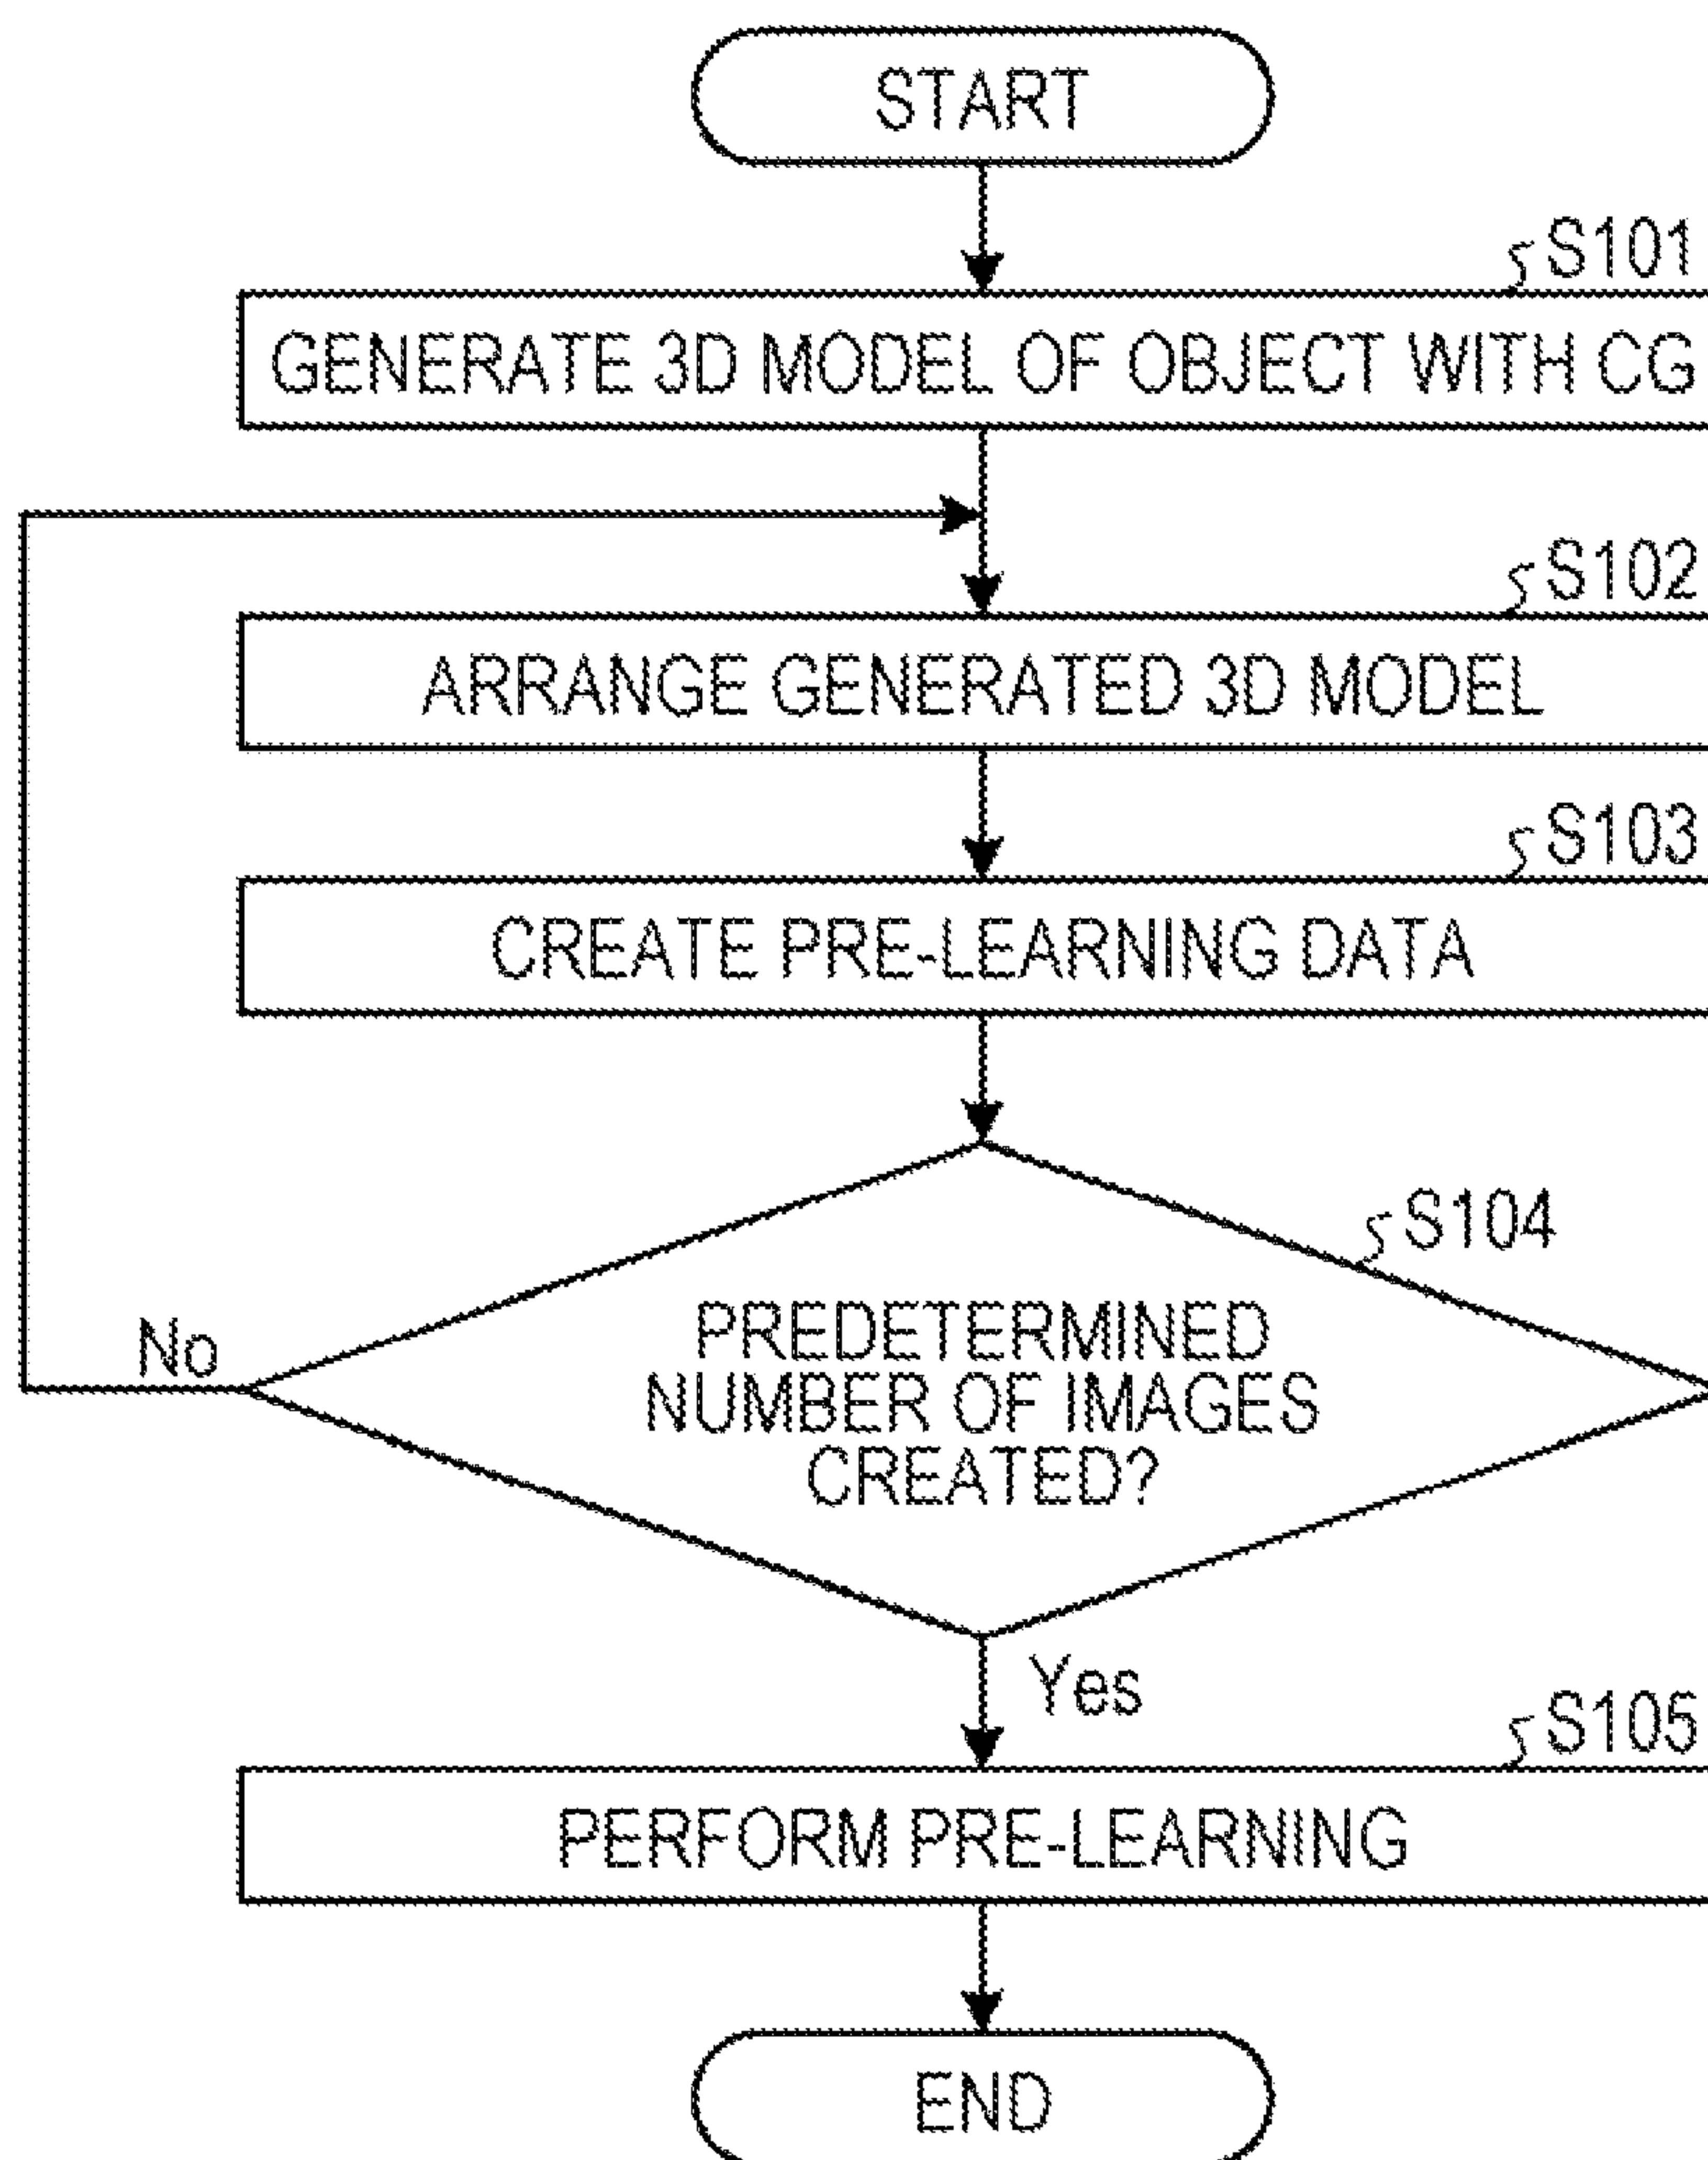 START
S101
GENERATE 3D MODEL OF OBJECT WITH CG
S102
ARRANGE GENERATED 3D MODEL
S103
CREATE PRE-LEARNING DATA
S104
PREDETERMINED
NUMBER OF IMAGES
CREATED?
No
Yes
S105
PERFORM PRE-LEARNING
END